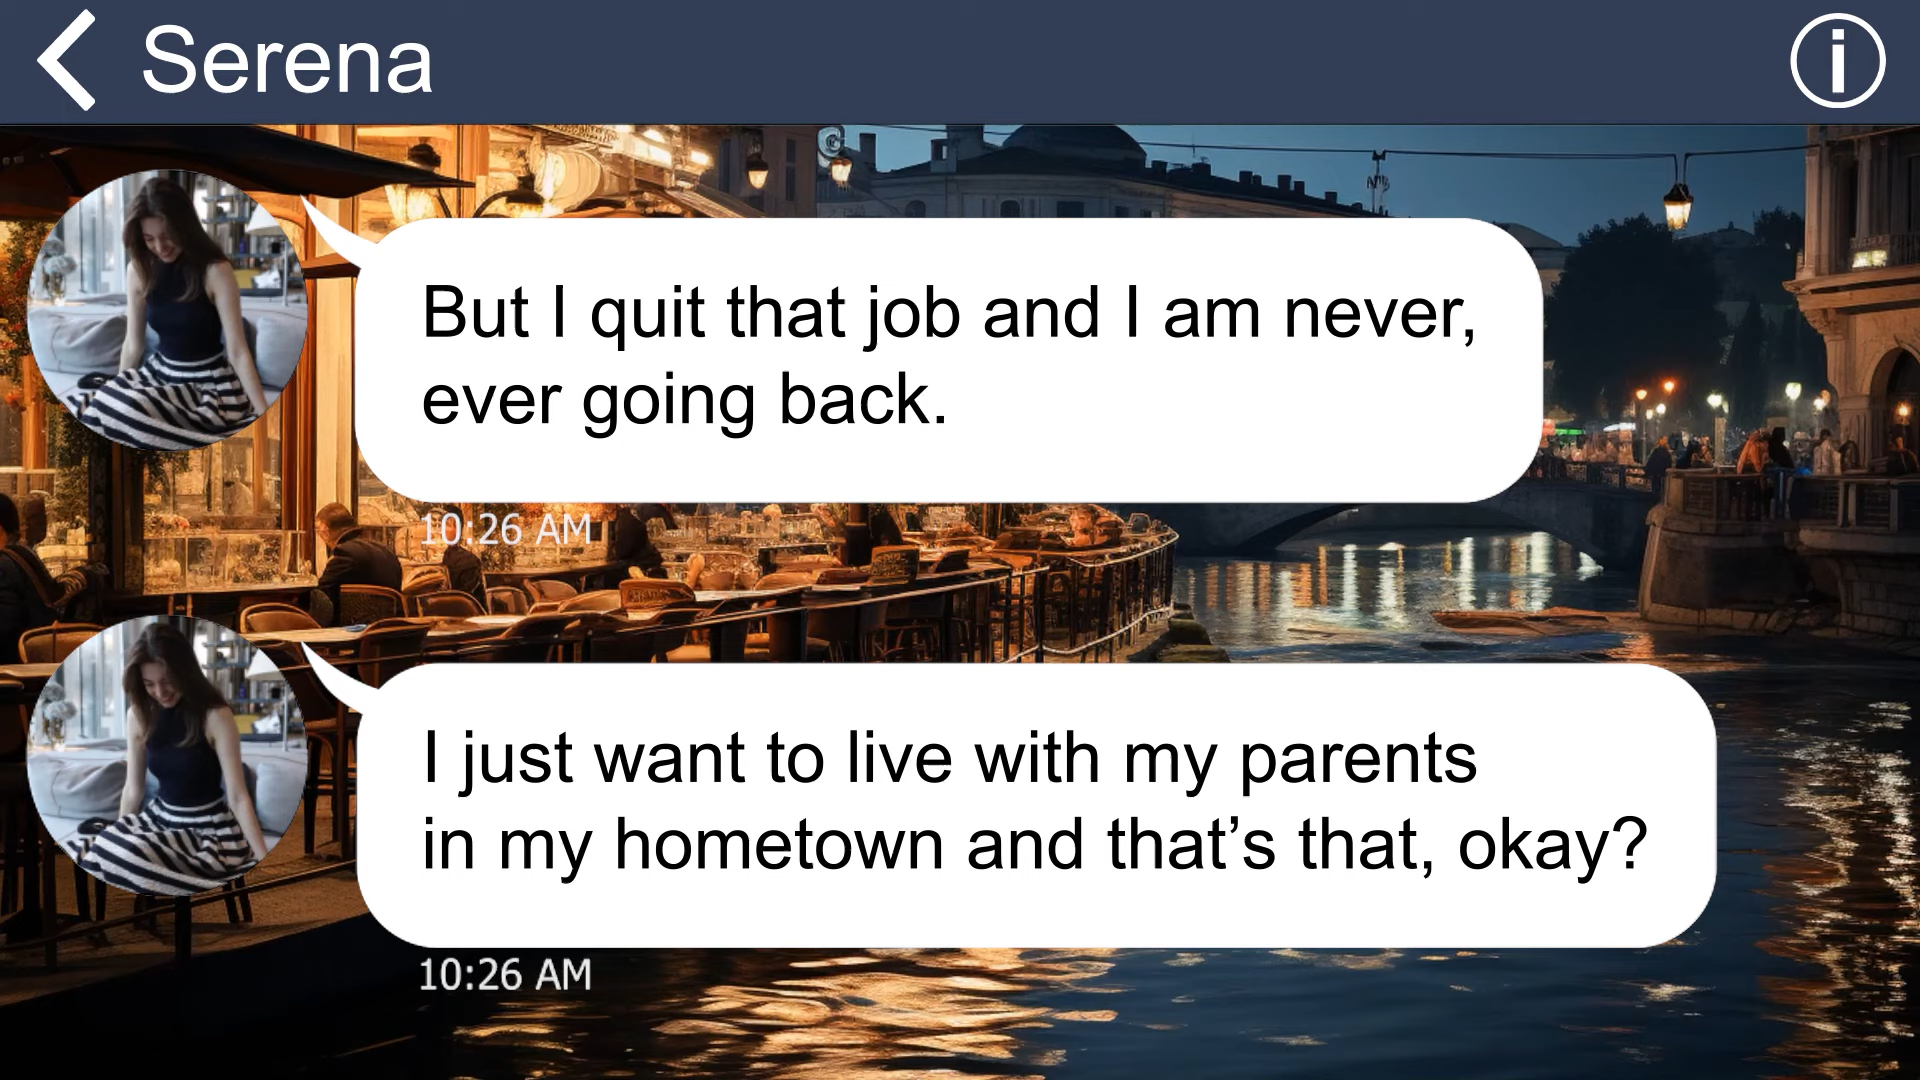 Serena
But I quit that job and I am never,
ever going back.
10:26 AM
I just want to live with my parents
in my hometown and that’s that, okay?
10:26 AM